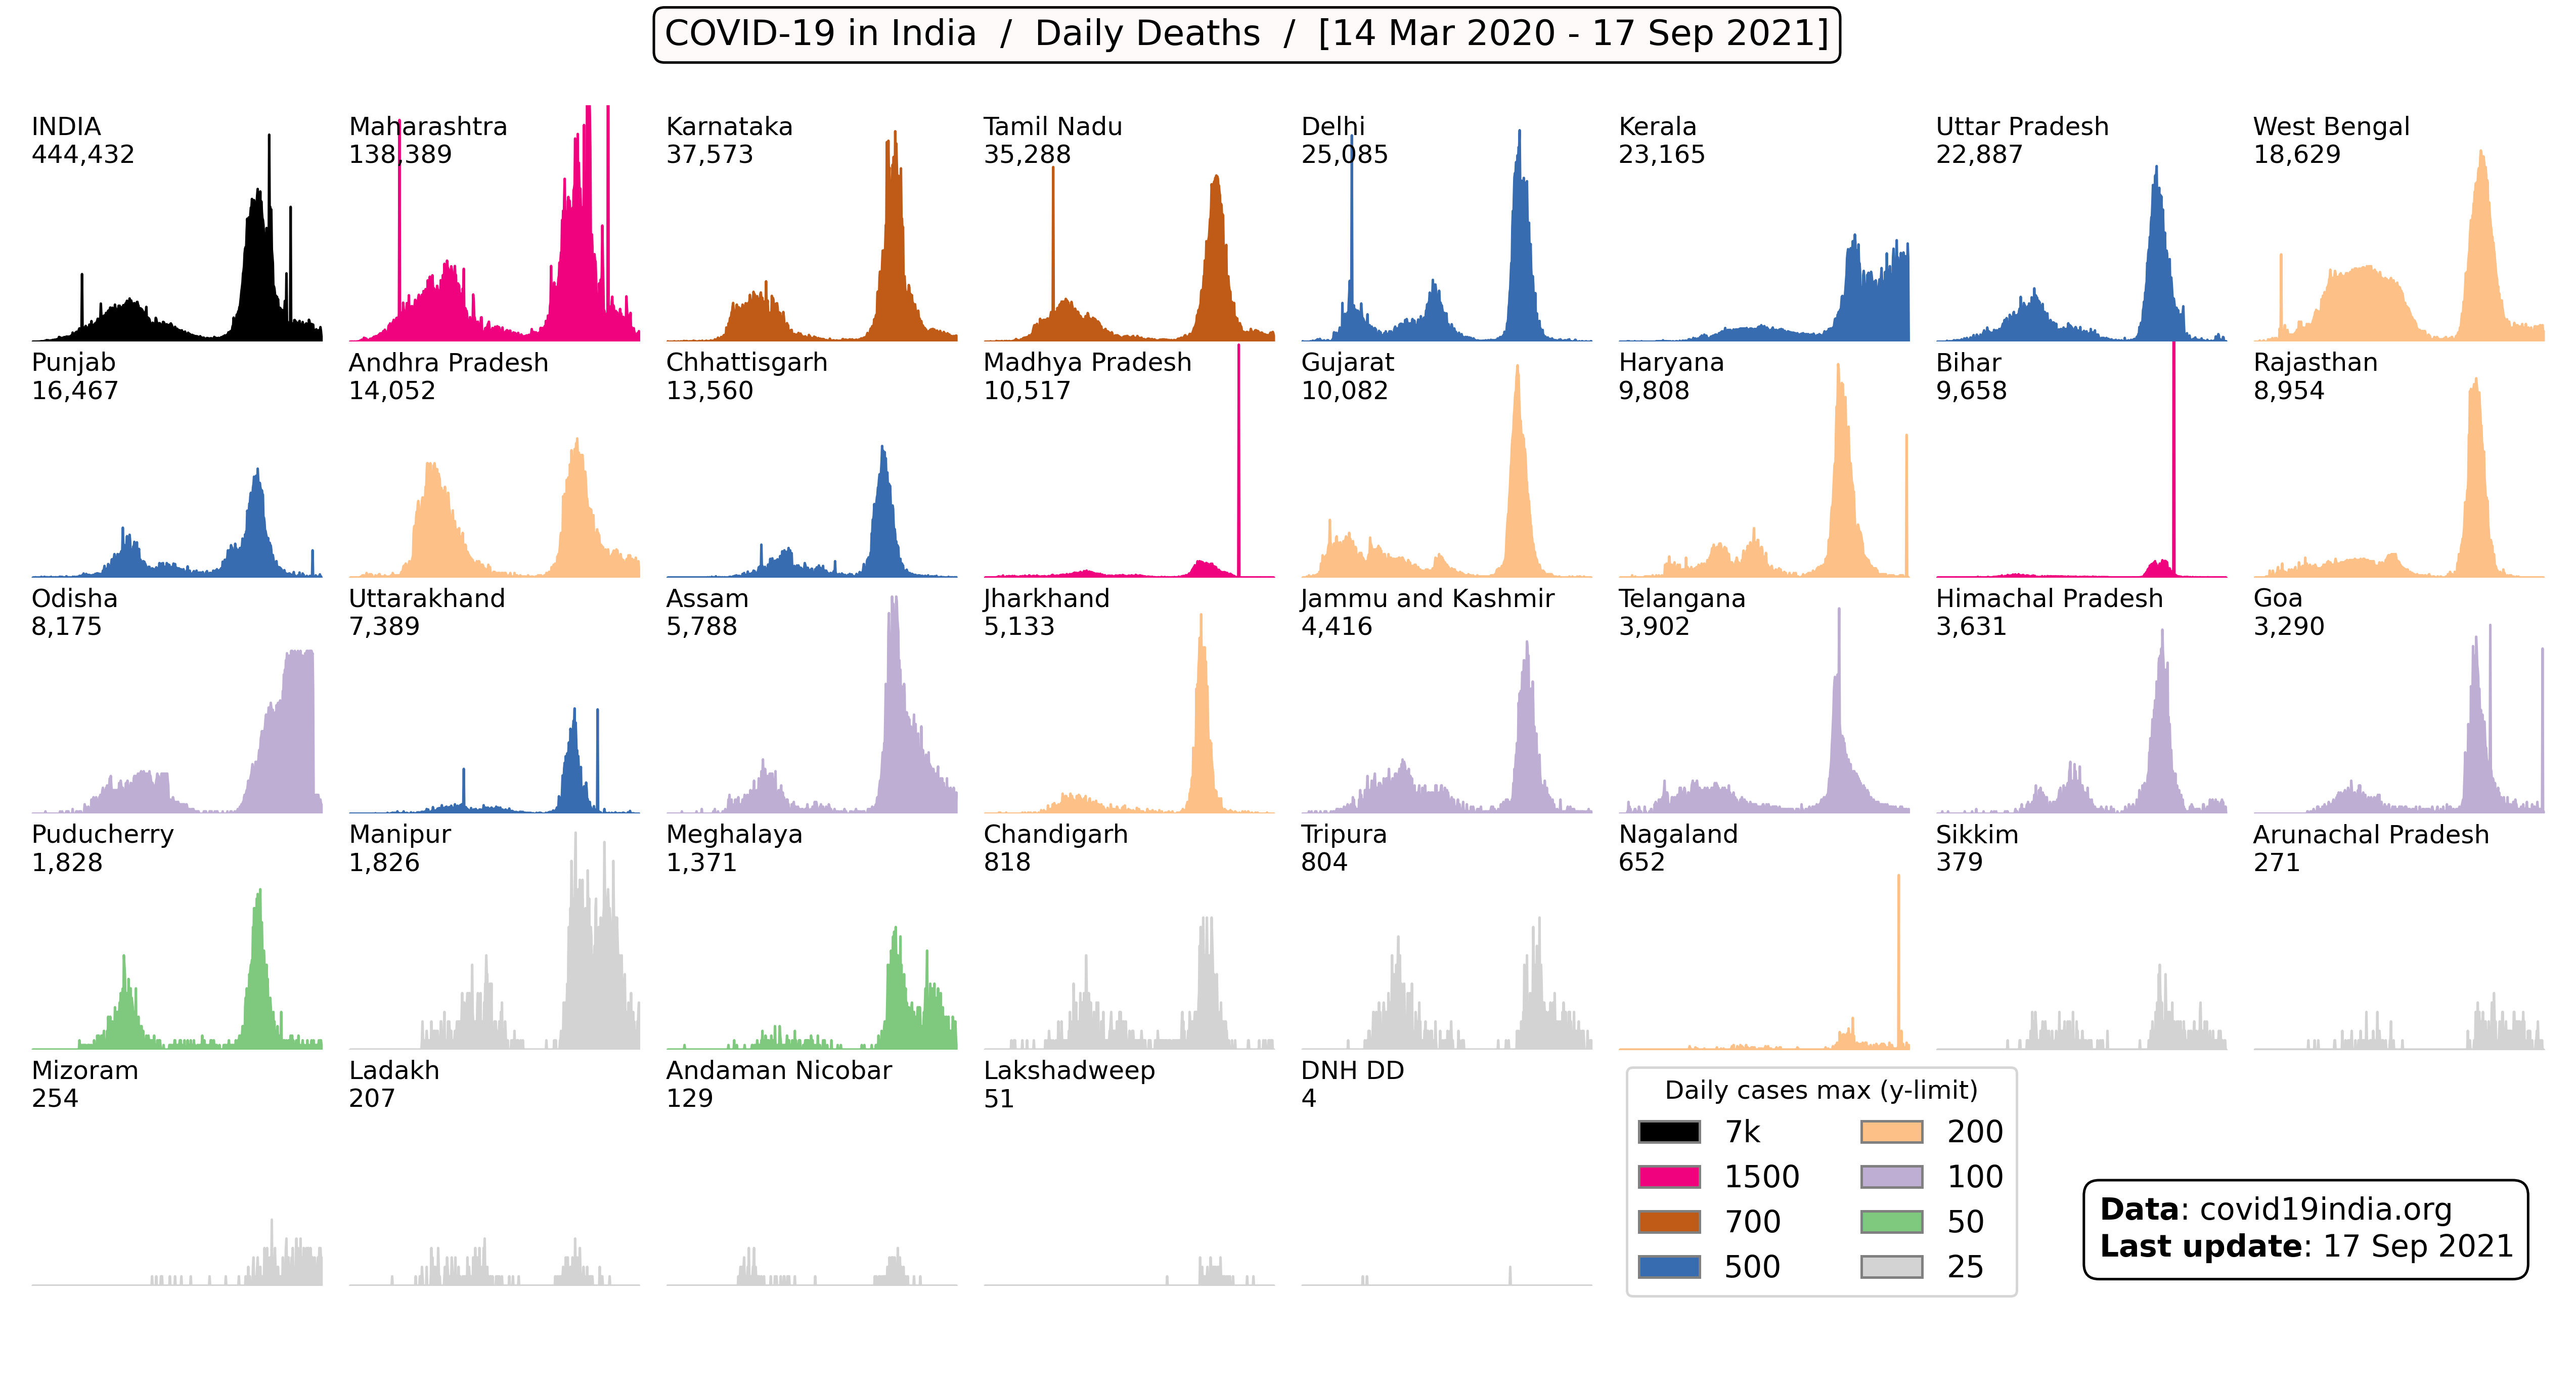 COVID-19 in India / Daily Deaths / [14 Mar 2020 - 17 Sep 2021]
INDIA
444,432
Maharashtra
138,389
Karnataka
37,573
Tamil Nadu
35,288
Delhi
25,085
Kerala
23,165
Uttar Pradesh
22,887
West Bengal
18,629
Punjab
16,467
Andhra Pradesh
14,052
Chhattisgarh
13,560
Madhya Pradesh
10,517
Gujarat
10,082
Haryana
9,808
Bihar
9,658
Rajasthan
8,954
Odisha
8,175
Uttarakhand
7,389
Assam
5,788
Jharkhand
5,133
Jammu and Kashmir
4,416
Telangana
3,902
Himachal Pradesh
3,631
Goa
3,290
Puducherry
1,828
Manipur
1,826
Meghalaya
1,371
Chandigarh
818
Tripura
804
Nagaland
652
Sikkim
379
Arunachal Pradesh
271
Mizoram
254
Ladakh
207
Andaman Nicobar
129
Lakshadweep
51
DNH DD
4
Daily cases max (y-limit)
7k
1500
700
500
200
100
50
25
Data: covid19india.org
Last update: 17 Sep 2021